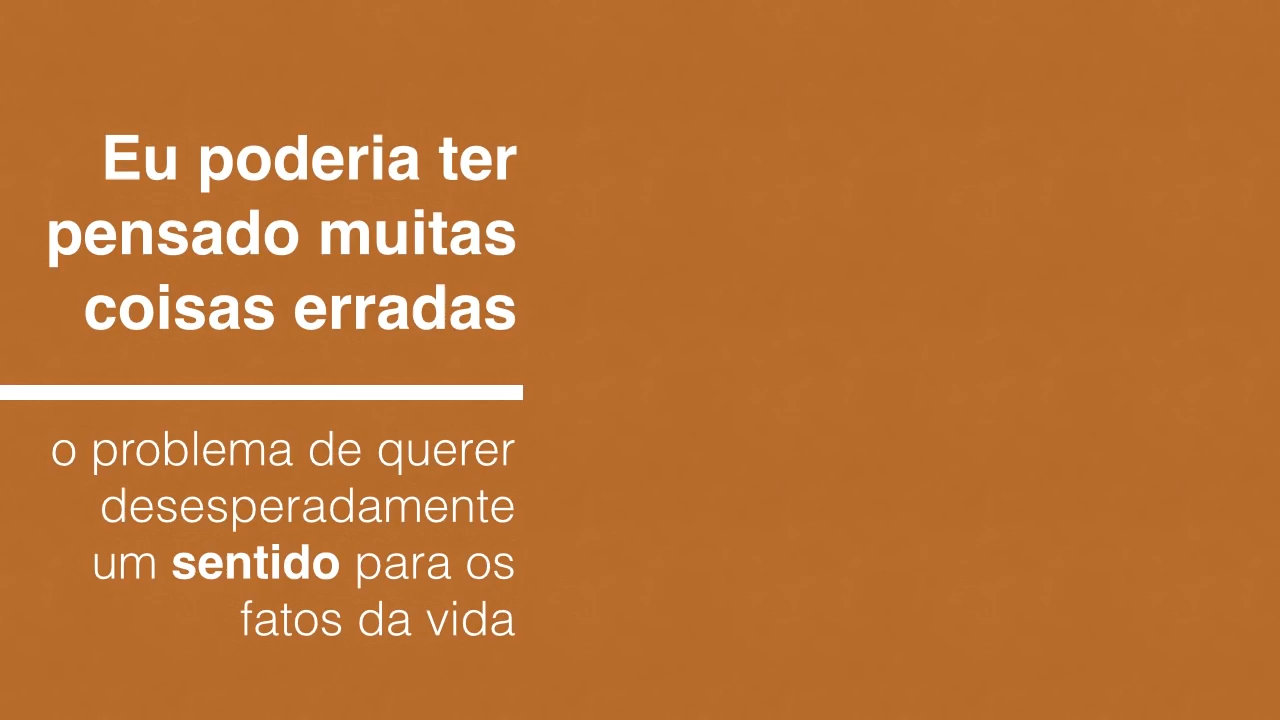 Eu poderia ter
pensado muitas
coisas erradas
o problema de querer
desesperadamente
um sentido para os
fatos da vida